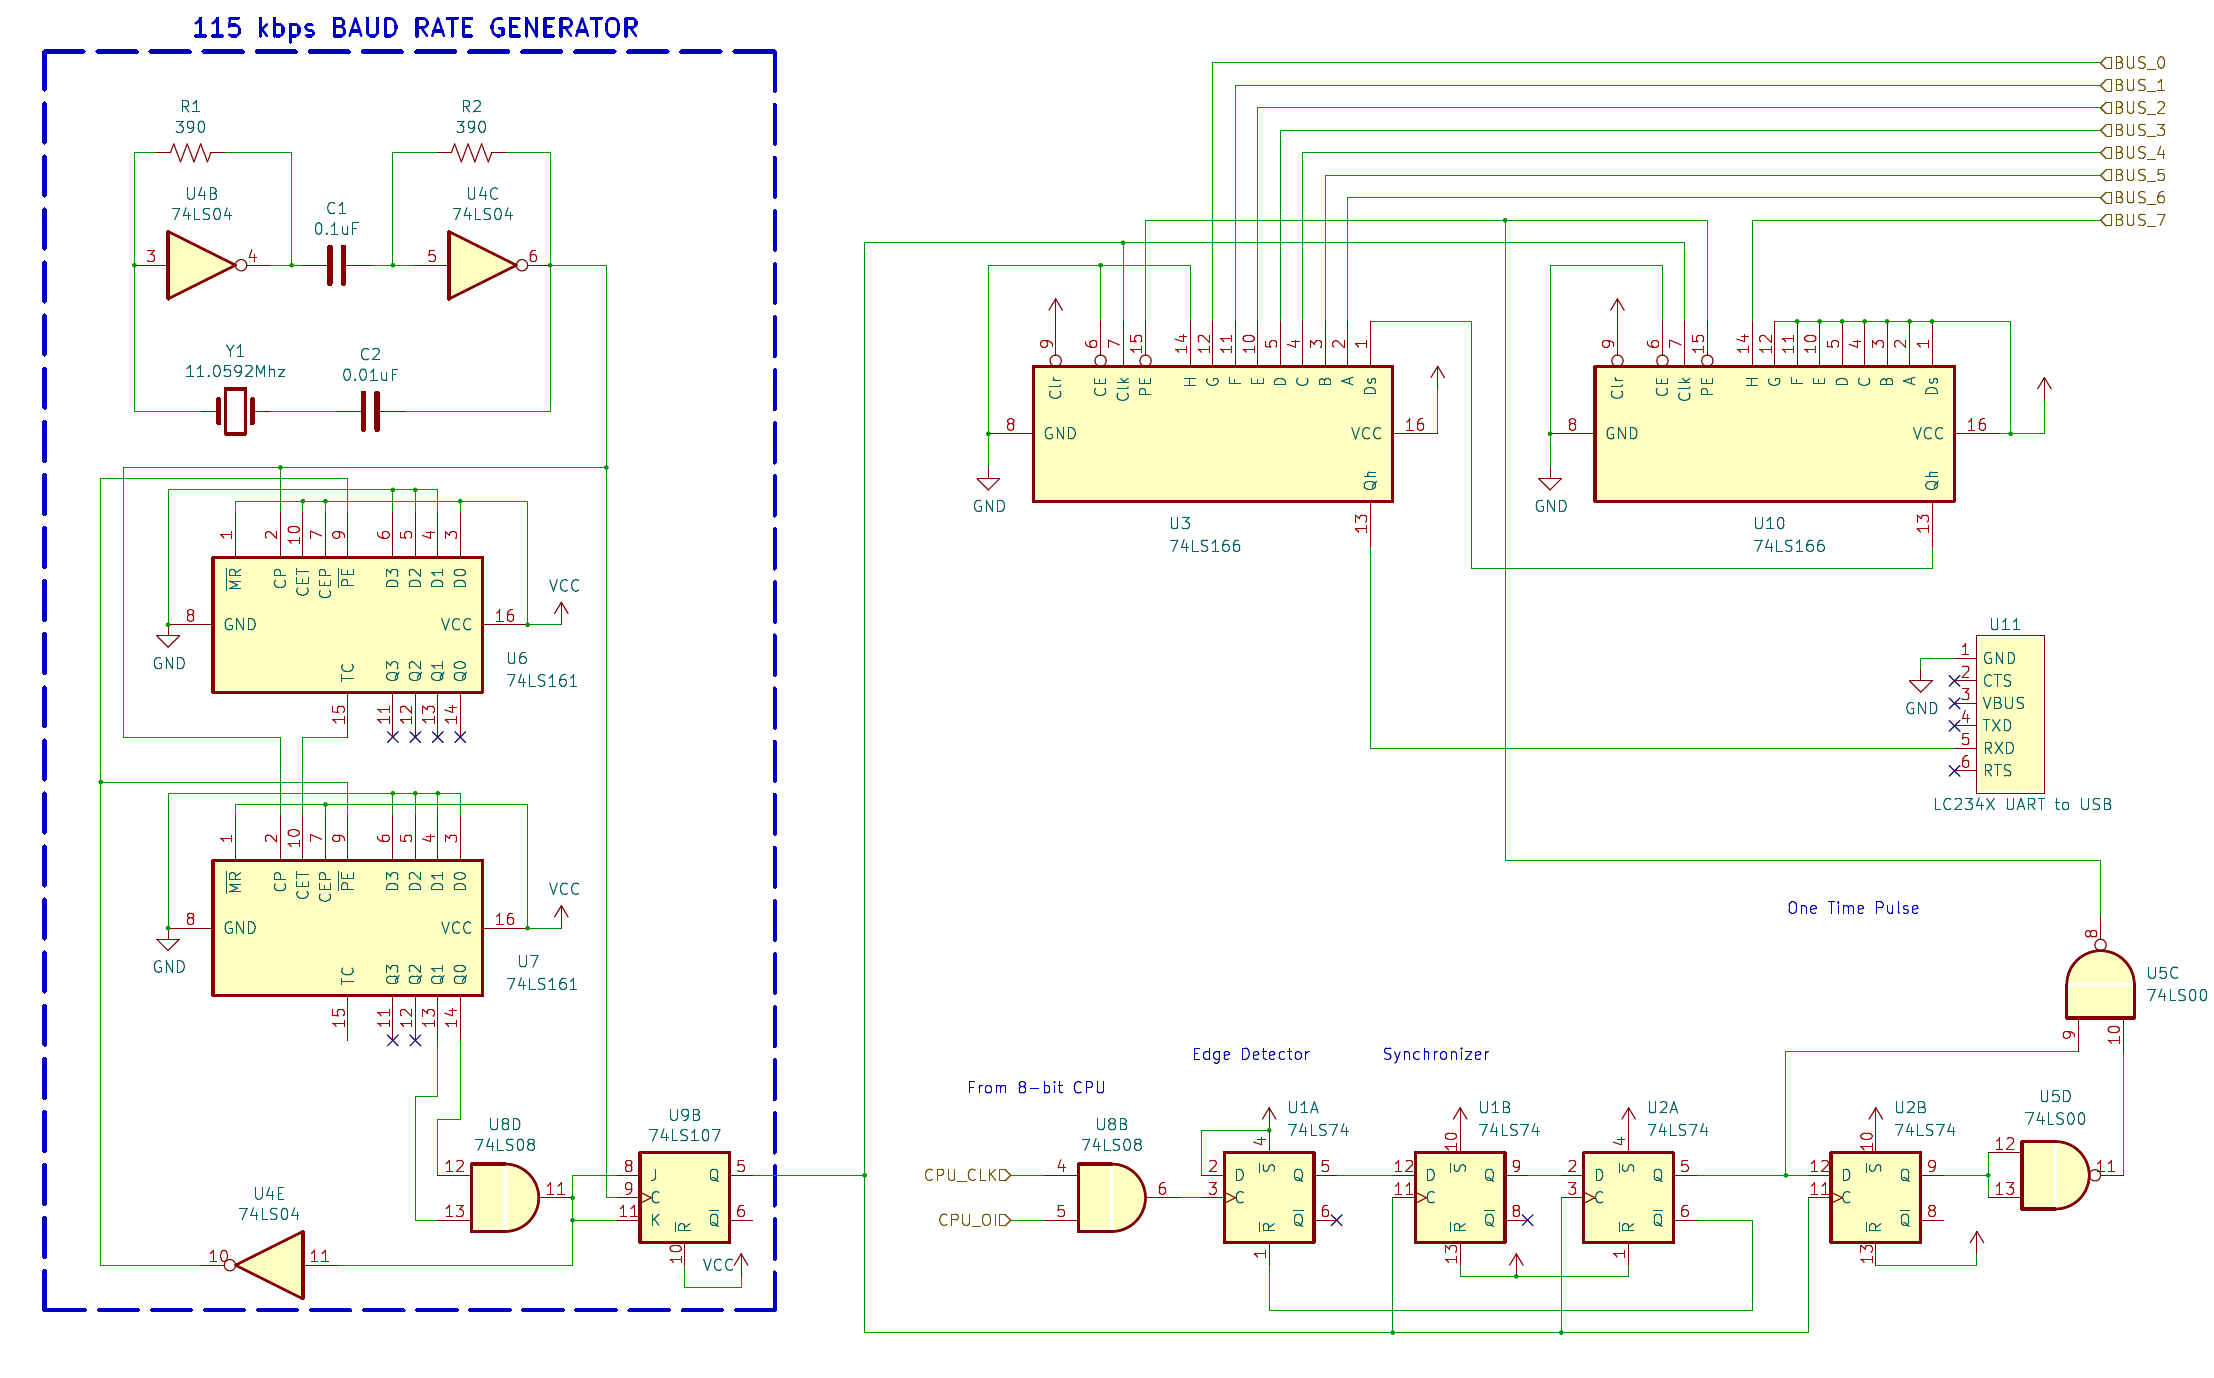 115 kbps BAUD RATE GENERATOR
BUS_0
BUS_1
BUS_2
BUS_3
BUS_4
BUS_5
BUS_6
BUS_7
R1
390
R2
390
U4B
74LS04
3
4
C1
0.1uF
U4C
74LS04
5
6
Y1
11.0592Mhz
C2
0.01uF
9 6 7 15 14 12 11 10 5 4 3 2 1
Clr CE Clk PE H G F E D C B A Ds
8 GND
VCC 16
Qh
13
GND
U3
74LS166
9 6 7 15 14 12 11 10 5 4 3 2 1
Clr CE Clk PE H G F E D C B A Ds
8 GND
VCC 16
Qh
13
GND
U10
74LS166
1 2 10 7 9 6 5 4 3
MR CP CET CEP PE D3 D2 D1 D0
8 GND
VCC 16
VCC
GND
TC Q3 Q2 Q1 Q0
15 11 12 13 14
U6
74LS161
U11
1 GND
2 CTS
3 VBUS
4 TXD
5 RXD
6 RTS
GND
LC234X UART to USB
1 2 10 7 9 6 5 4 3
MR CP CET CEP PE D3 D2 D1 D0
8 GND
VCC 16
VCC
GND
TC Q3 Q2 Q1 Q0
15 11 12 13 14
U7
74LS161
One Time Pulse
8
U5C
74LS00
9 10
Edge Detector
Synchronizer
From 8-bit CPU
U8D
74LS08
12
13
11
U9B
74LS107
8 J
9 C
11 K
Q 5
Q 6
R
10
VCC
U4E
74LS04
10
11
CPU_CLK
CPU_OI
U8B
74LS08
4
5
6
U1A
74LS74
4
S
2 D
3 C
Q 5
Q 6
R
1
U1B
74LS74
10
S
12 D
11 C
Q 9
Q 8
R
13
U2A
74LS74
4
S
2 D
3 C
Q 5
Q 6
R
1
U2B
74LS74
10
S
12 D
11 C
Q 9
Q 8
R
13
U5D
74LS00
12
13
11